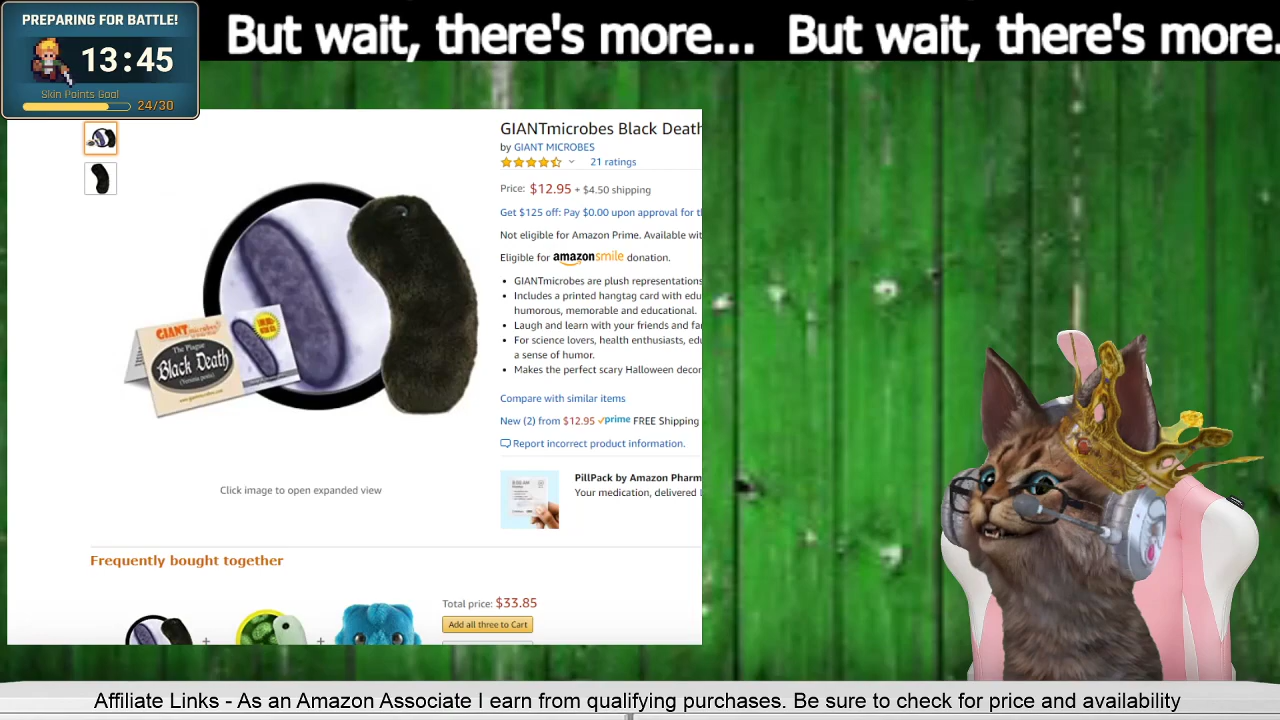 PREPARING FOR BATTLE!
13:45
Skin Points Goal
24/30
But wait, there's more... But wait, there's more.
GIANTmicrobes Black Death
by GIANT MICROBES
21 ratings
Price: $12.95 + $4.50 shipping
Get $125 off: Pay $0.00 upon approval for t
Not eligible for Amazon Prime. Available wit
Eligible for amazonsmile donation.
GIANTmicrobes are plush representations
Includes a printed hangtag card with edu
humorous, memorable and educational.
Laugh and learn with your friends and fa
For science lovers, health enthusiasts, edu
a sense of humor.
Makes the perfect scary Halloween decor
Compare with similar items
New (2) from $12.95 prime FREE Shipping
Report incorrect product information.
GIANTmicrobes
The Plague
Black Death
(Yersinia pestis)
Click image to open expanded view
PillPack by Amazon Pharm
Your medication, delivered
Frequently bought together
Total price: $33.85
+
+
Add all three to Cart
Affiliate Links - As an Amazon Associate I earn from qualifying purchases. Be sure to check for price and availability